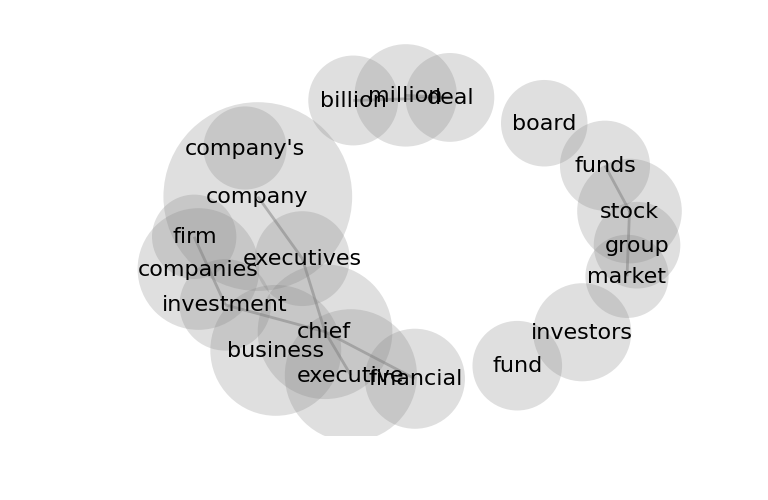 million
deal
billion
board
company's
funds
company
stock
firm
group
executives
companies
market
investment
chief
investors
business
fund
executive
financial